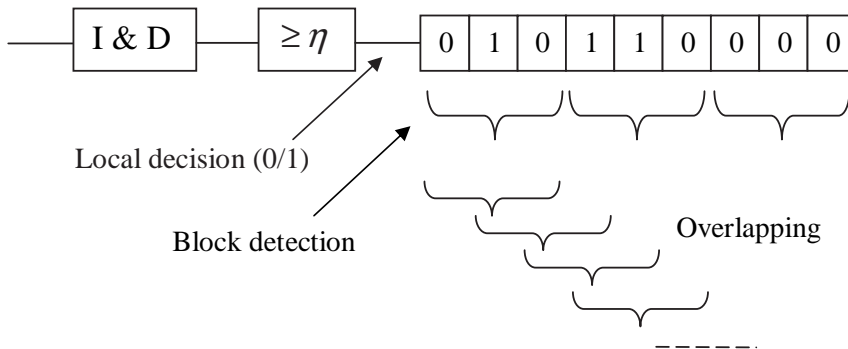 I & D ≥ η 0 1 0 1 1 0 0 0 0
Local decision (0/1)
Block detection
Overlapping